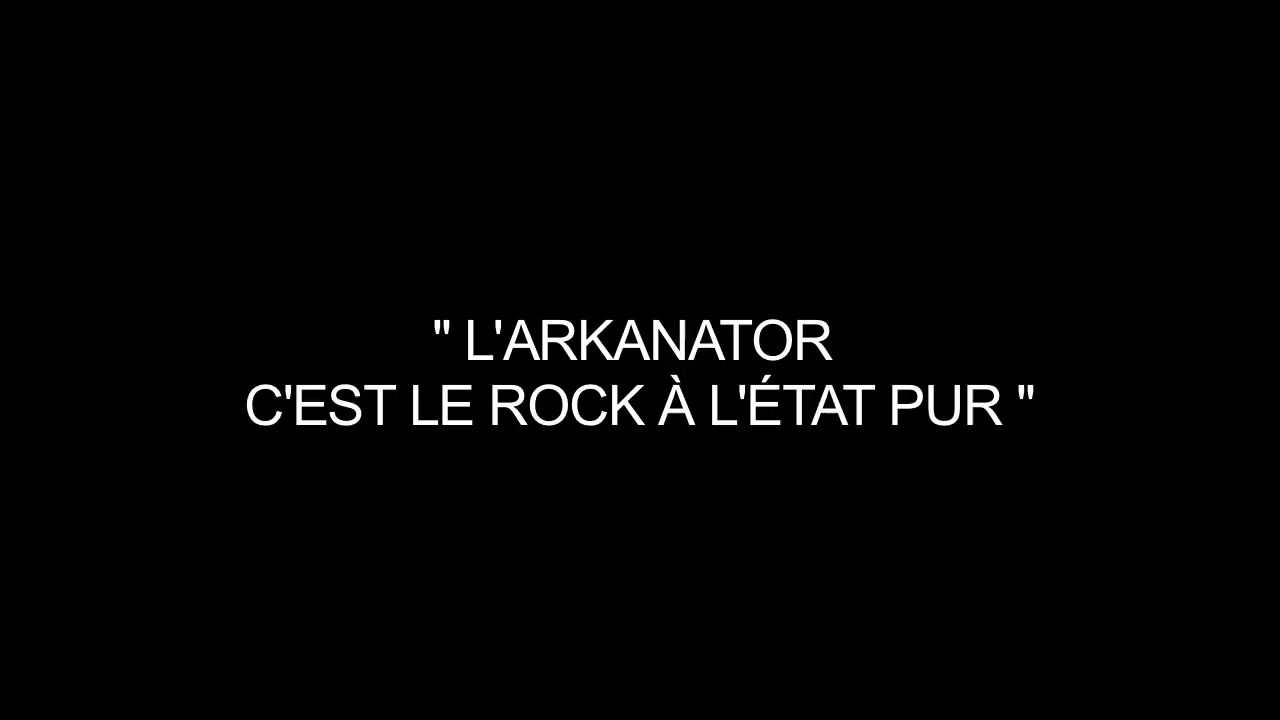 " L'ARKANATOR
C'EST LE ROCK À L'ÉTAT PUR "